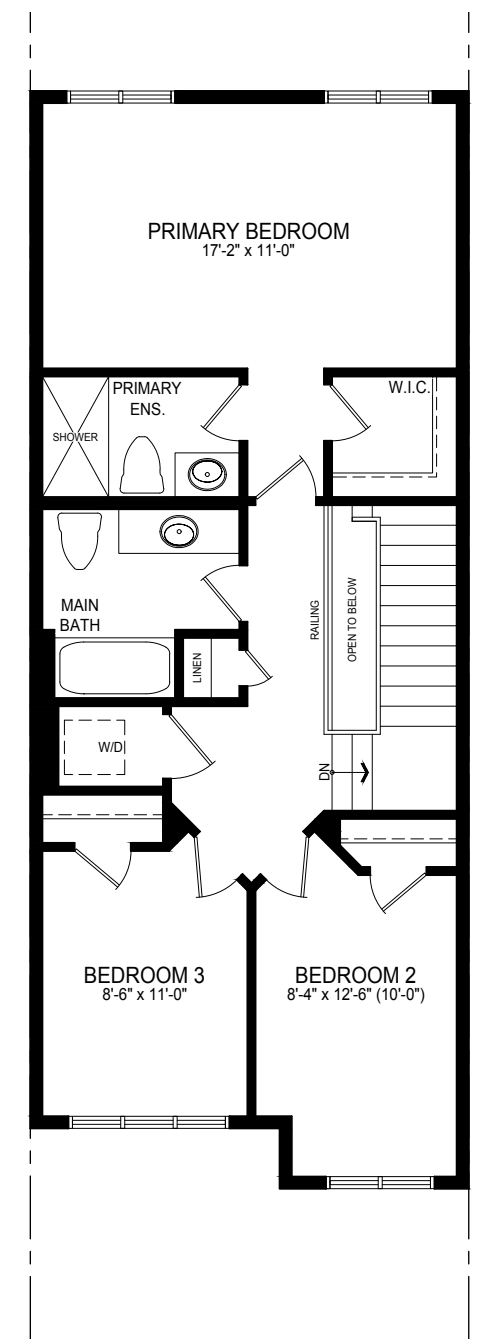 PRIMARY BEDROOM
17'-2" x 11'-0"
PRIMARY
ENS.
W.I.C.
SHOWER
MAIN
BATH
RAILING
OPEN TO BELOW
LINEN
W/D
DN
BEDROOM 3
8'-6" x 11'-0"
BEDROOM 2
8'-4" x 12'-6" (10'-0")